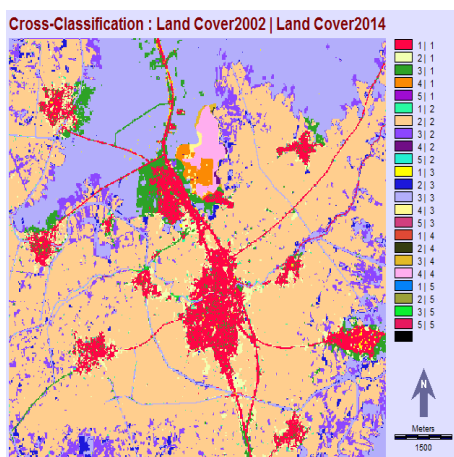 Cross-Classification : Land Cover2002 | Land Cover2014
1 | 1
2 | 1
3 | 1
4 | 1
5 | 1
1 | 2
2 | 2
3 | 2
4 | 2
5 | 2
1 | 3
2 | 3
3 | 3
4 | 3
5 | 3
1 | 4
2 | 4
3 | 4
4 | 4
1 | 5
2 | 5
3 | 5
5 | 5
N
Meters
1500